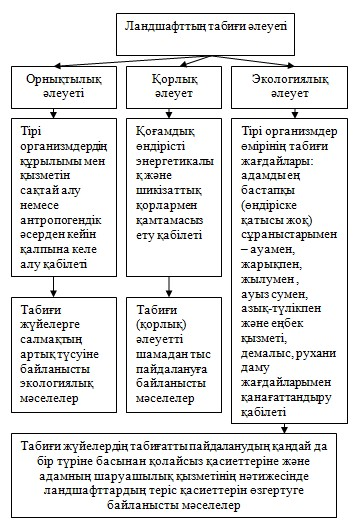 Ландшафттың табиғи әлеуеті
Орнықтылық
әлеуеті
Қорлық
әлеует
Экологиялық
әлеует
Тірі
организмдердің
құрылымы мен
қызметін
сақтай алу
немесе
антропогендік
әсерден кейін
қалпына келе
алу қабілеті
Қоғамдық
өндірісті
энергетикалы
қ және
шикізаттық
қорлармен
қамтамасыз
ету қабілеті
Тірі организмдер
өмірінің табиғи
жағдайлары:
адамды ең
бастапқы
(өндіріске
қатысы жоқ)
сұраныстарымен
– ауамен,
жарықпен,
жылумен ,
ауыз сумен,
азық-түлікпен
және еңбек
қызметі,
демалыс, рухани
даму
жағдайларымен
қанағаттандыру
қабілеті
Табиғи
жүйелерге
салмақтың
артық түсуіне
байланысты
экологиялық
мәселелер
Табиғи
(қорлық)
әлеуетті
шамадан тыс
пайдалануға
байланысты
мәселелер
Табиғи жүйелердің табиғатты пайдаланудың қандай да
бір түріне басынан қолайсыз қасиеттеріне және
адамның шаруашылық қызметінің нәтижесінде
ландшафттардың теріс қасиеттерін өзгертуге
байланысты мәселелер